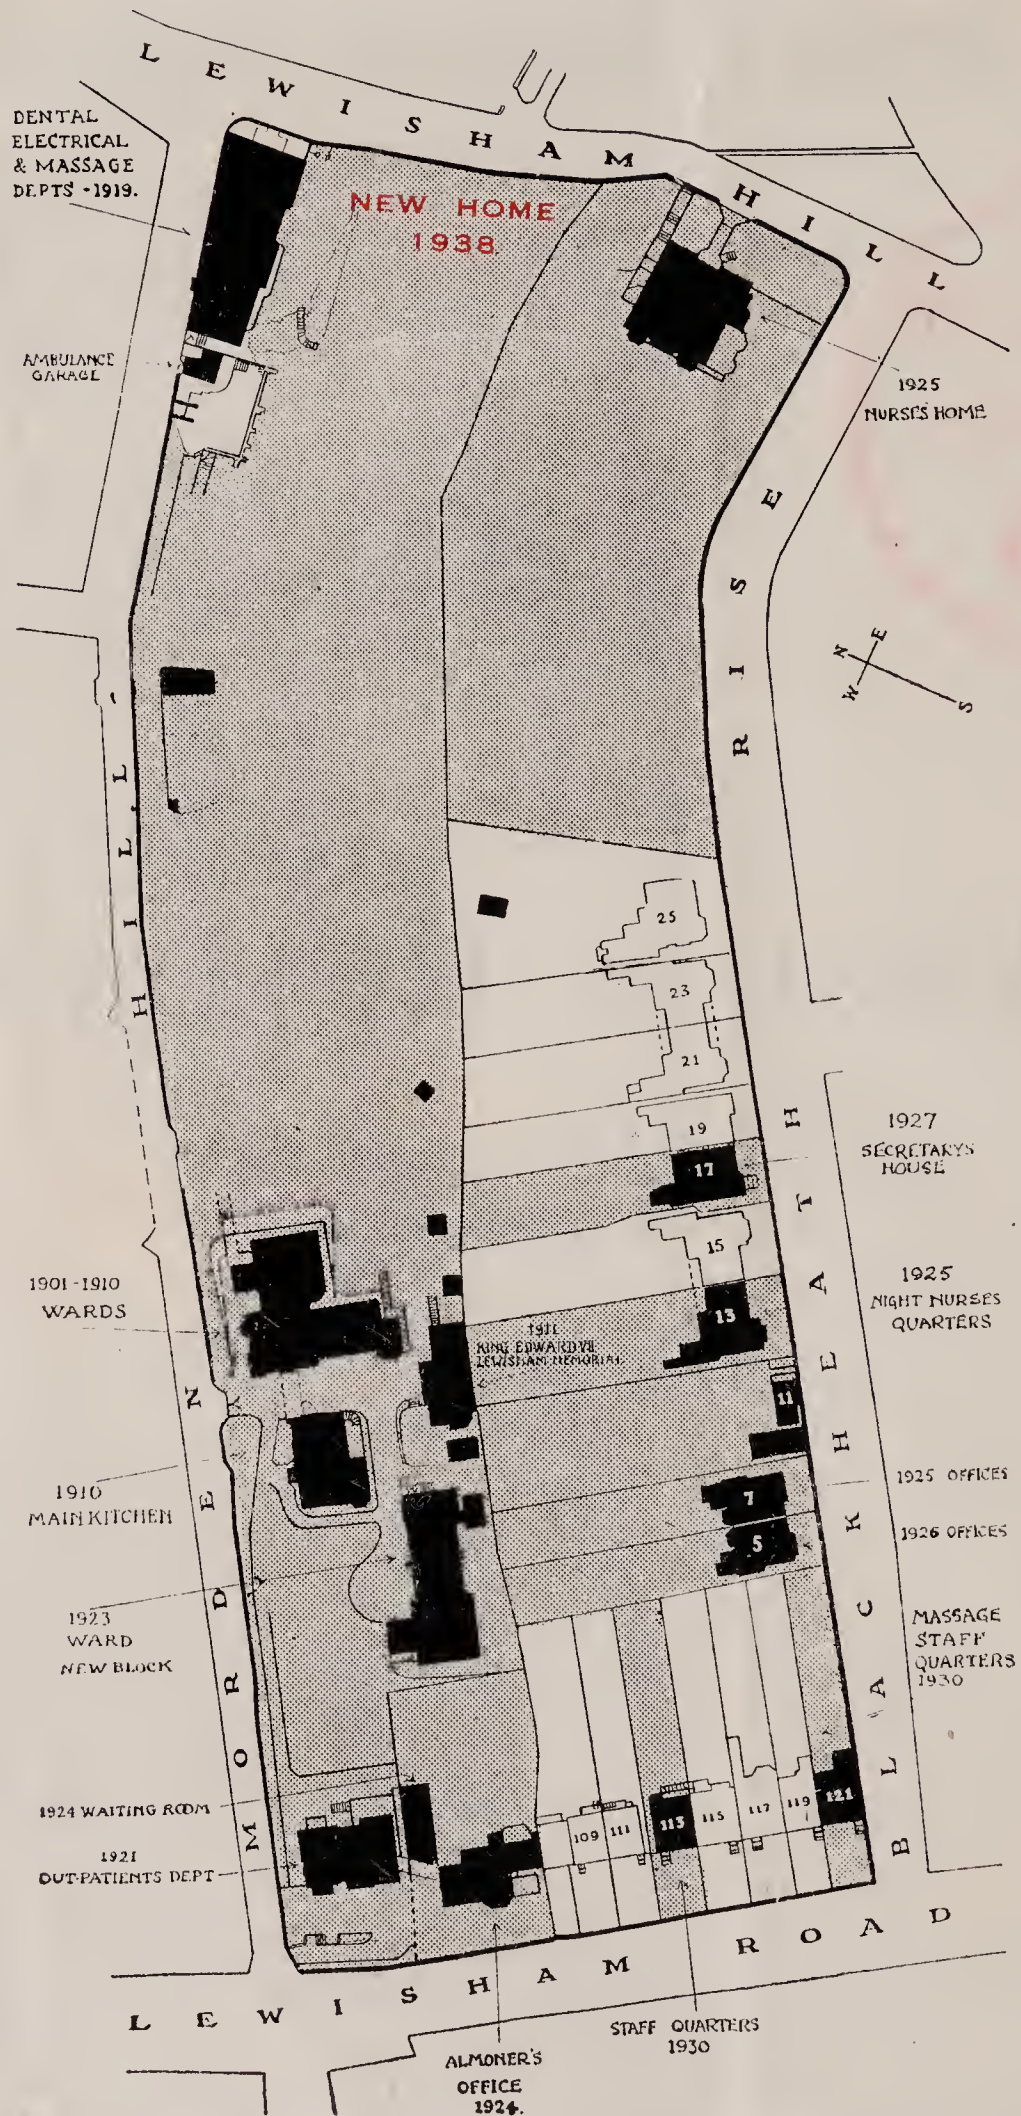 LEWISHAM HILL
DENTAL
ELECTRICAL
& MASSAGE
DEPTS - 1919.
NEW HOME
1938.
AMBULANCE
GARAGE
1925
NURSES HOME
N
E
W
S
BLACKHEATH RISE
MORDEN HILL
25
23
21
19
17
15
13
11
7
5
1927
SECRETARYS
HOUSE
1925
NIGHT NURSES
QUARTERS
1901-1910
WARDS
1911
KING EDWARD VII
LEWISHAM MEMORIAL
1910
MAIN KITCHEN
1925 OFFICES
1926 OFFICES
1923
WARD
NEW BLOCK
MASSAGE
STAFF
QUARTERS
1930
1924 WAITING ROOM
1921
OUT-PATIENTS DEPT
109
111
113
115
117
119
121
LEWISHAM ROAD
STAFF QUARTERS
1930
ALMONER'S
OFFICE
1924.